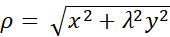 ρ = √(x² + λ²y²)